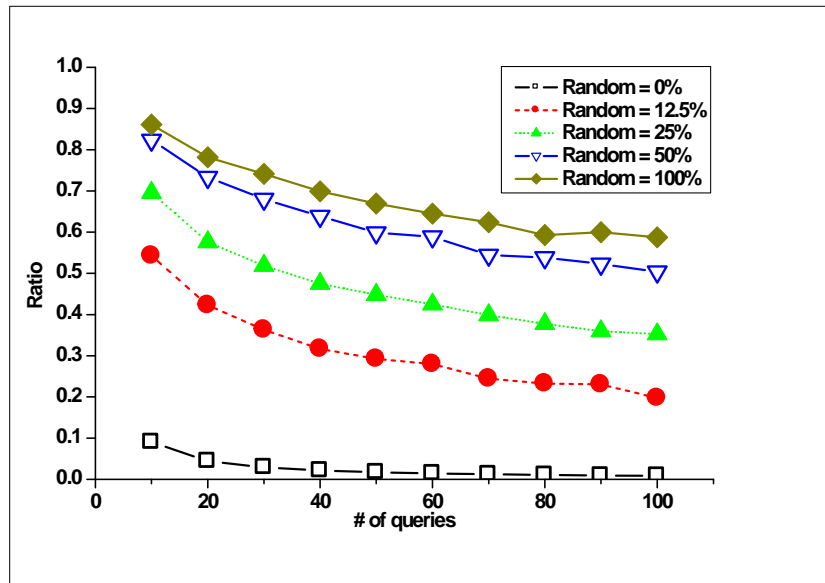 1.0
0.9
0.8
0.7
0.6
0.5
0.4
0.3
0.2
0.1
0.0
Ratio
Random = 0%
Random = 12.5%
Random = 25%
Random = 50%
Random = 100%
0 20 40 60 80 100
# of queries